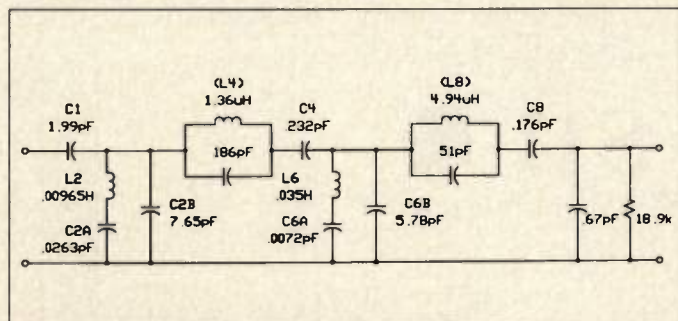 (L4)
1.36uH
(L8)
4.94uH
C1
1.99pF
C4
.232pF
C8
.176pF
186pF
51pF
L2
.00965H
L6
.035H
C2B
7.65pF
C6B
5.78pF
C2A
.0263pF
C6A
.0072pF
.67pF
18.9k